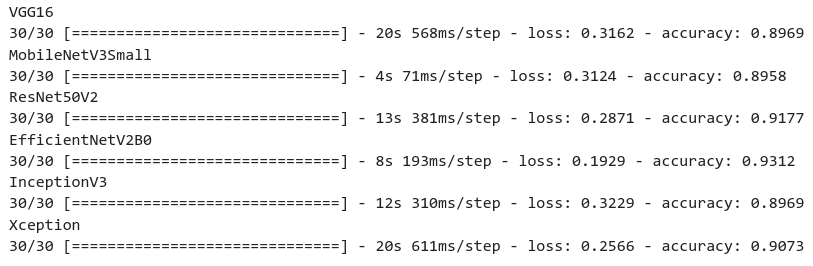 VGG16
30/30 [==============================] - 20s 568ms/step - loss: 0.3162 - accuracy: 0.8969
MobileNetV3Small
30/30 [==============================] - 4s 71ms/step - loss: 0.3124 - accuracy: 0.8958
ResNet50V2
30/30 [==============================] - 13s 381ms/step - loss: 0.2871 - accuracy: 0.9177
EfficientNetV2B0
30/30 [==============================] - 8s 193ms/step - loss: 0.1929 - accuracy: 0.9312
InceptionV3
30/30 [==============================] - 12s 310ms/step - loss: 0.3229 - accuracy: 0.8969
Xception
30/30 [==============================] - 20s 611ms/step - loss: 0.2566 - accuracy: 0.9073